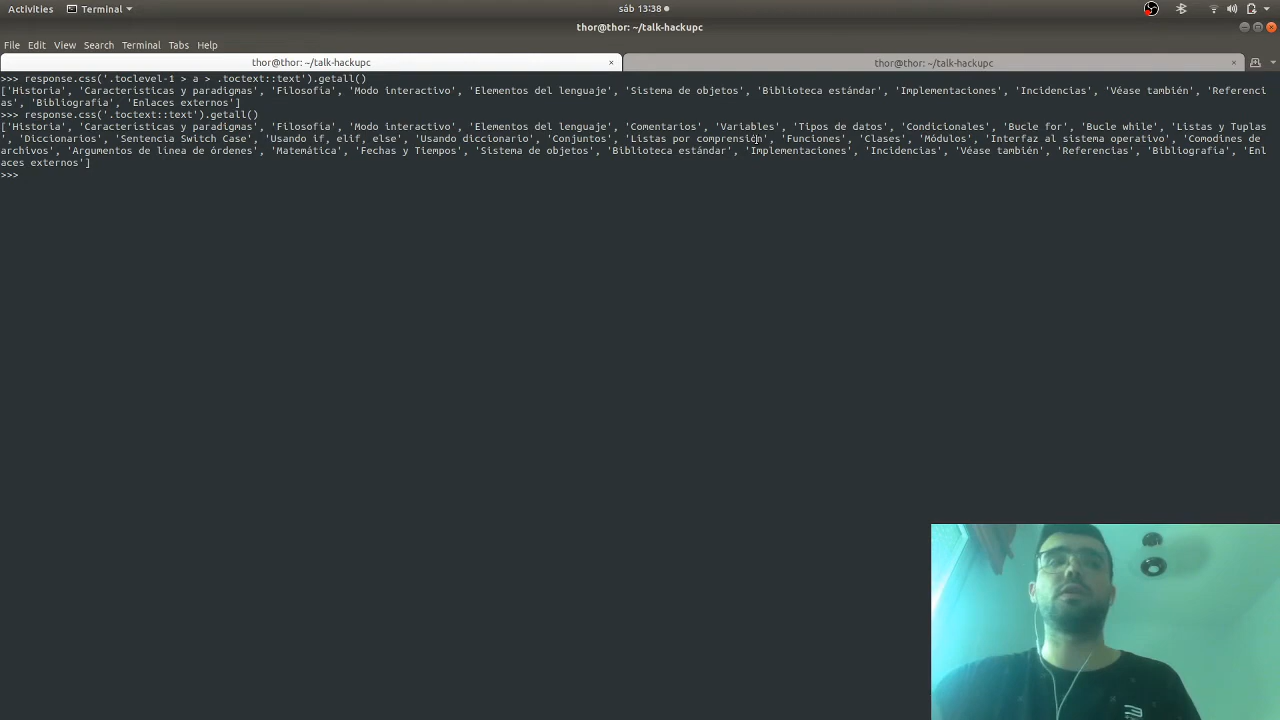 Activities Terminal sáb 13:38
thor@thor: ~/talk-hackupc
File Edit View Search Terminal Tabs Help
thor@thor: ~/talk-hackupc × thor@thor: ~/talk-hackupc ×
>>> response.css('.toclevel-1 > a > .toctext::text').getall()
['Historia', 'Características y paradigmas', 'Filosofía', 'Modo interactivo', 'Elementos del lenguaje', 'Sistema de objetos', 'Biblioteca estándar', 'Implementaciones', 'Incidencias', 'Véase también', 'Referenci
as', 'Bibliografía', 'Enlaces externos']
>>> response.css('.toctext::text').getall()
['Historia', 'Características y paradigmas', 'Filosofía', 'Modo interactivo', 'Elementos del lenguaje', 'Comentarios', 'Variables', 'Tipos de datos', 'Condicionales', 'Bucle for', 'Bucle while', 'Listas y Tuplas
', 'Diccionarios', 'Sentencia Switch Case', 'Usando if, elif, else', 'Usando diccionario', 'Conjuntos', 'Listas por comprensión', 'Funciones', 'Clases', 'Módulos', 'Interfaz al sistema operativo', 'Comodines de 
archivos', 'Argumentos de línea de órdenes', 'Matemática', 'Fechas y Tiempos', 'Sistema de objetos', 'Biblioteca estándar', 'Implementaciones', 'Incidencias', 'Véase también', 'Referencias', 'Bibliografía', 'Enl
aces externos']
>>>